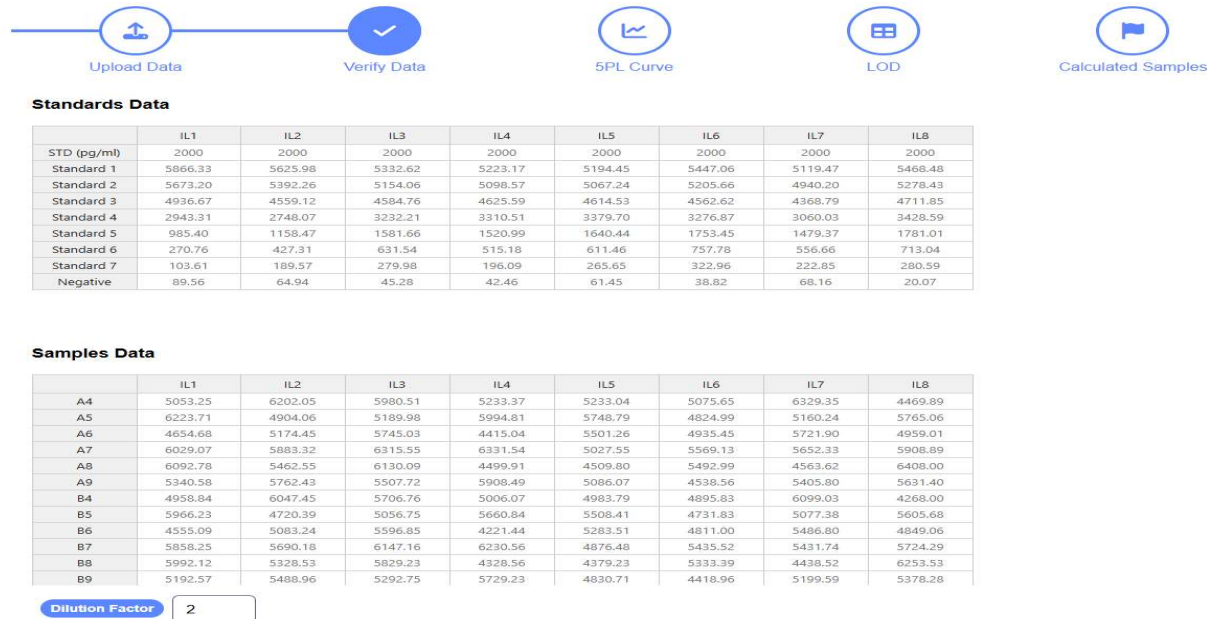 Upload Data Verify Data 5PL Curve LOD Calculated Samples
Standards Data
IL1 IL2 IL3 IL4 IL5 IL6 IL7 IL8
STD (pg/ml) 2000 2000 2000 2000 2000 2000 2000 2000
Standard 1 5866.33 5625.98 5332.62 5223.17 5194.45 5447.06 5119.47 5468.48
Standard 2 5673.20 5392.26 5154.06 5098.57 5067.24 5205.66 4940.20 5278.43
Standard 3 4936.67 4559.12 4584.76 4625.59 4614.53 4562.62 4368.79 4711.85
Standard 4 2943.31 2748.07 3232.21 3310.51 3379.70 3276.87 3060.03 3428.59
Standard 5 985.40 1158.47 1581.66 1520.99 1640.44 1753.45 1479.37 1781.01
Standard 6 270.76 427.31 631.54 515.18 611.46 757.78 556.66 713.04
Standard 7 103.61 189.57 279.98 196.09 265.65 322.96 222.85 280.59
Negative 89.56 64.94 45.28 42.46 61.45 38.82 68.16 20.07
Samples Data
IL1 IL2 IL3 IL4 IL5 IL6 IL7 IL8
A4 5053.25 6202.05 5980.51 5233.37 5233.04 5075.65 6329.35 4469.89
A5 6223.71 4904.06 5189.98 5994.81 5748.79 4824.99 5160.24 5765.06
A6 4654.68 5174.45 5745.03 4415.04 5501.26 4935.45 5721.90 4959.01
A7 6029.07 5883.32 6315.55 6331.54 5027.55 5569.13 5652.33 5908.89
A8 6092.78 5462.55 6130.09 4499.91 4509.80 5492.99 4563.62 6408.00
A9 5340.58 5762.43 5507.72 5908.49 5086.07 4538.56 5405.80 5631.40
B4 4958.84 6047.45 5706.76 5006.07 4983.79 4895.83 6099.03 4268.00
B5 5966.23 4720.39 5056.75 5660.84 5508.41 4731.83 5077.38 5605.68
B6 4555.09 5083.24 5596.85 4221.44 5283.51 4811.00 5486.80 4849.06
B7 5858.25 5690.18 6147.16 6230.56 4876.48 5435.52 5431.74 5724.29
B8 5992.12 5328.53 5829.23 4328.56 4379.23 5333.39 4438.52 6253.53
B9 5192.57 5488.96 5292.75 5729.23 4830.71 4418.96 5199.59 5378.28
Dilution Factor 2